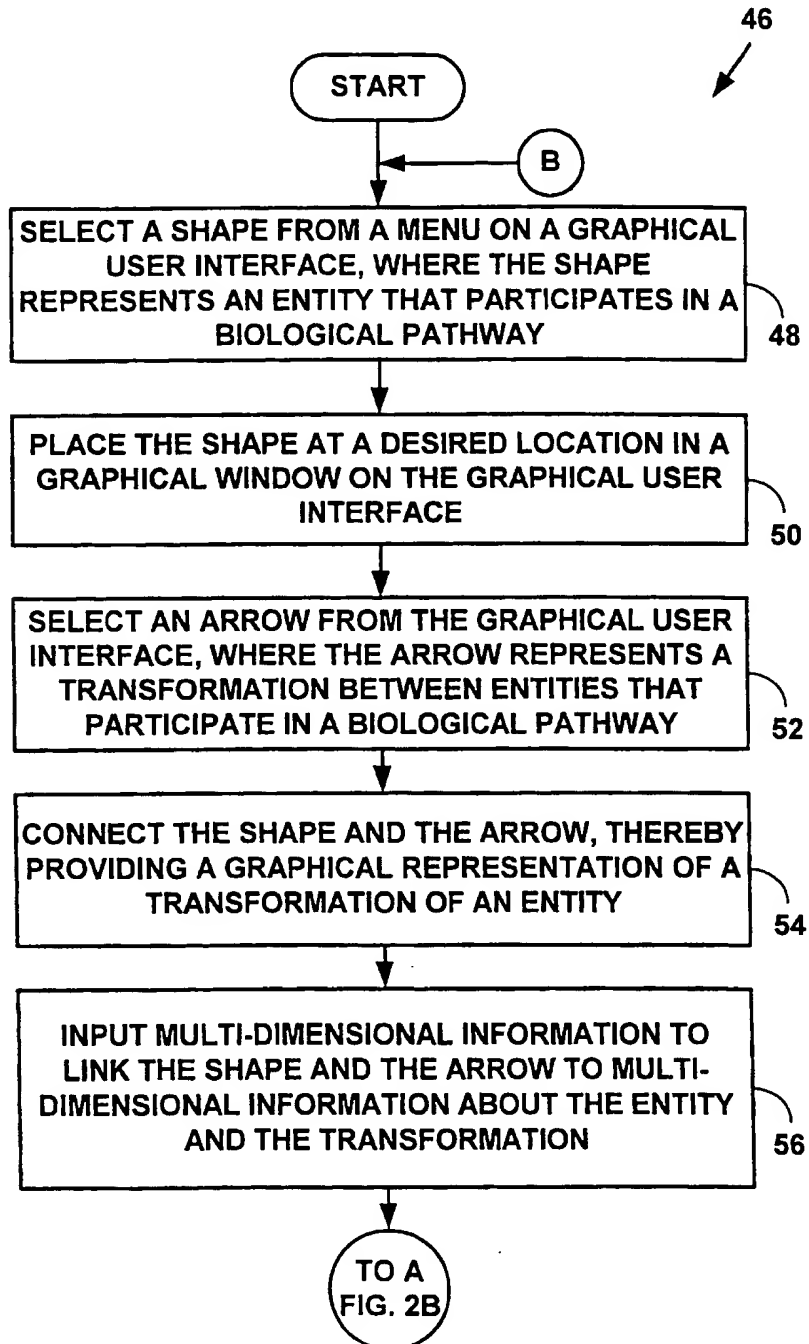 46
START
B
SELECT A SHAPE FROM A MENU ON A GRAPHICAL
USER INTERFACE, WHERE THE SHAPE
REPRESENTS AN ENTITY THAT PARTICIPATES IN A
BIOLOGICAL PATHWAY
48
PLACE THE SHAPE AT A DESIRED LOCATION IN A
GRAPHICAL WINDOW ON THE GRAPHICAL USER
INTERFACE
50
SELECT AN ARROW FROM THE GRAPHICAL USER
INTERFACE, WHERE THE ARROW REPRESENTS A
TRANSFORMATION BETWEEN ENTITIES THAT
PARTICIPATE IN A BIOLOGICAL PATHWAY
52
CONNECT THE SHAPE AND THE ARROW, THEREBY
PROVIDING A GRAPHICAL REPRESENTATION OF A
TRANSFORMATION OF AN ENTITY
54
INPUT MULTI-DIMENSIONAL INFORMATION TO
LINK THE SHAPE AND THE ARROW TO MULTI-
DIMENSIONAL INFORMATION ABOUT THE ENTITY
AND THE TRANSFORMATION
56
TO A
FIG. 2B